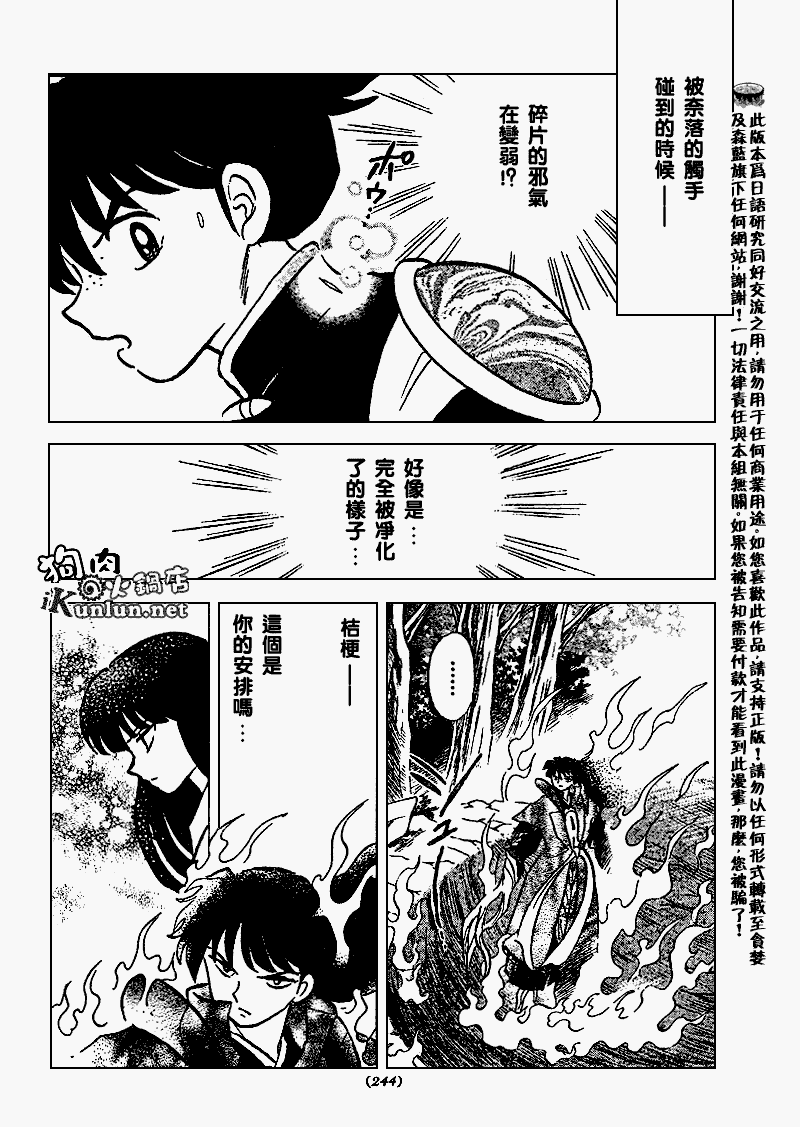 此版本爲日語研究同好交流之用，請勿用于任何商業用途。如您喜歡此作品，請支持正版！請勿以任何形式轉載至貪婪
及森藍旗下任何網站，謝謝！一切法律責任與本組無關。如果您被告知需要付款才能看到此漫畫，那麼，您被騙了！
被奈落的觸手
碰到的時候——
碎片的邪氣
在變弱!?
ポウ…
好像是…
完全被凈化
了的樣子…
狗肉
火鍋店
iKunlun.net
……
桔梗——
這個是
你的安排嗎…
(244)